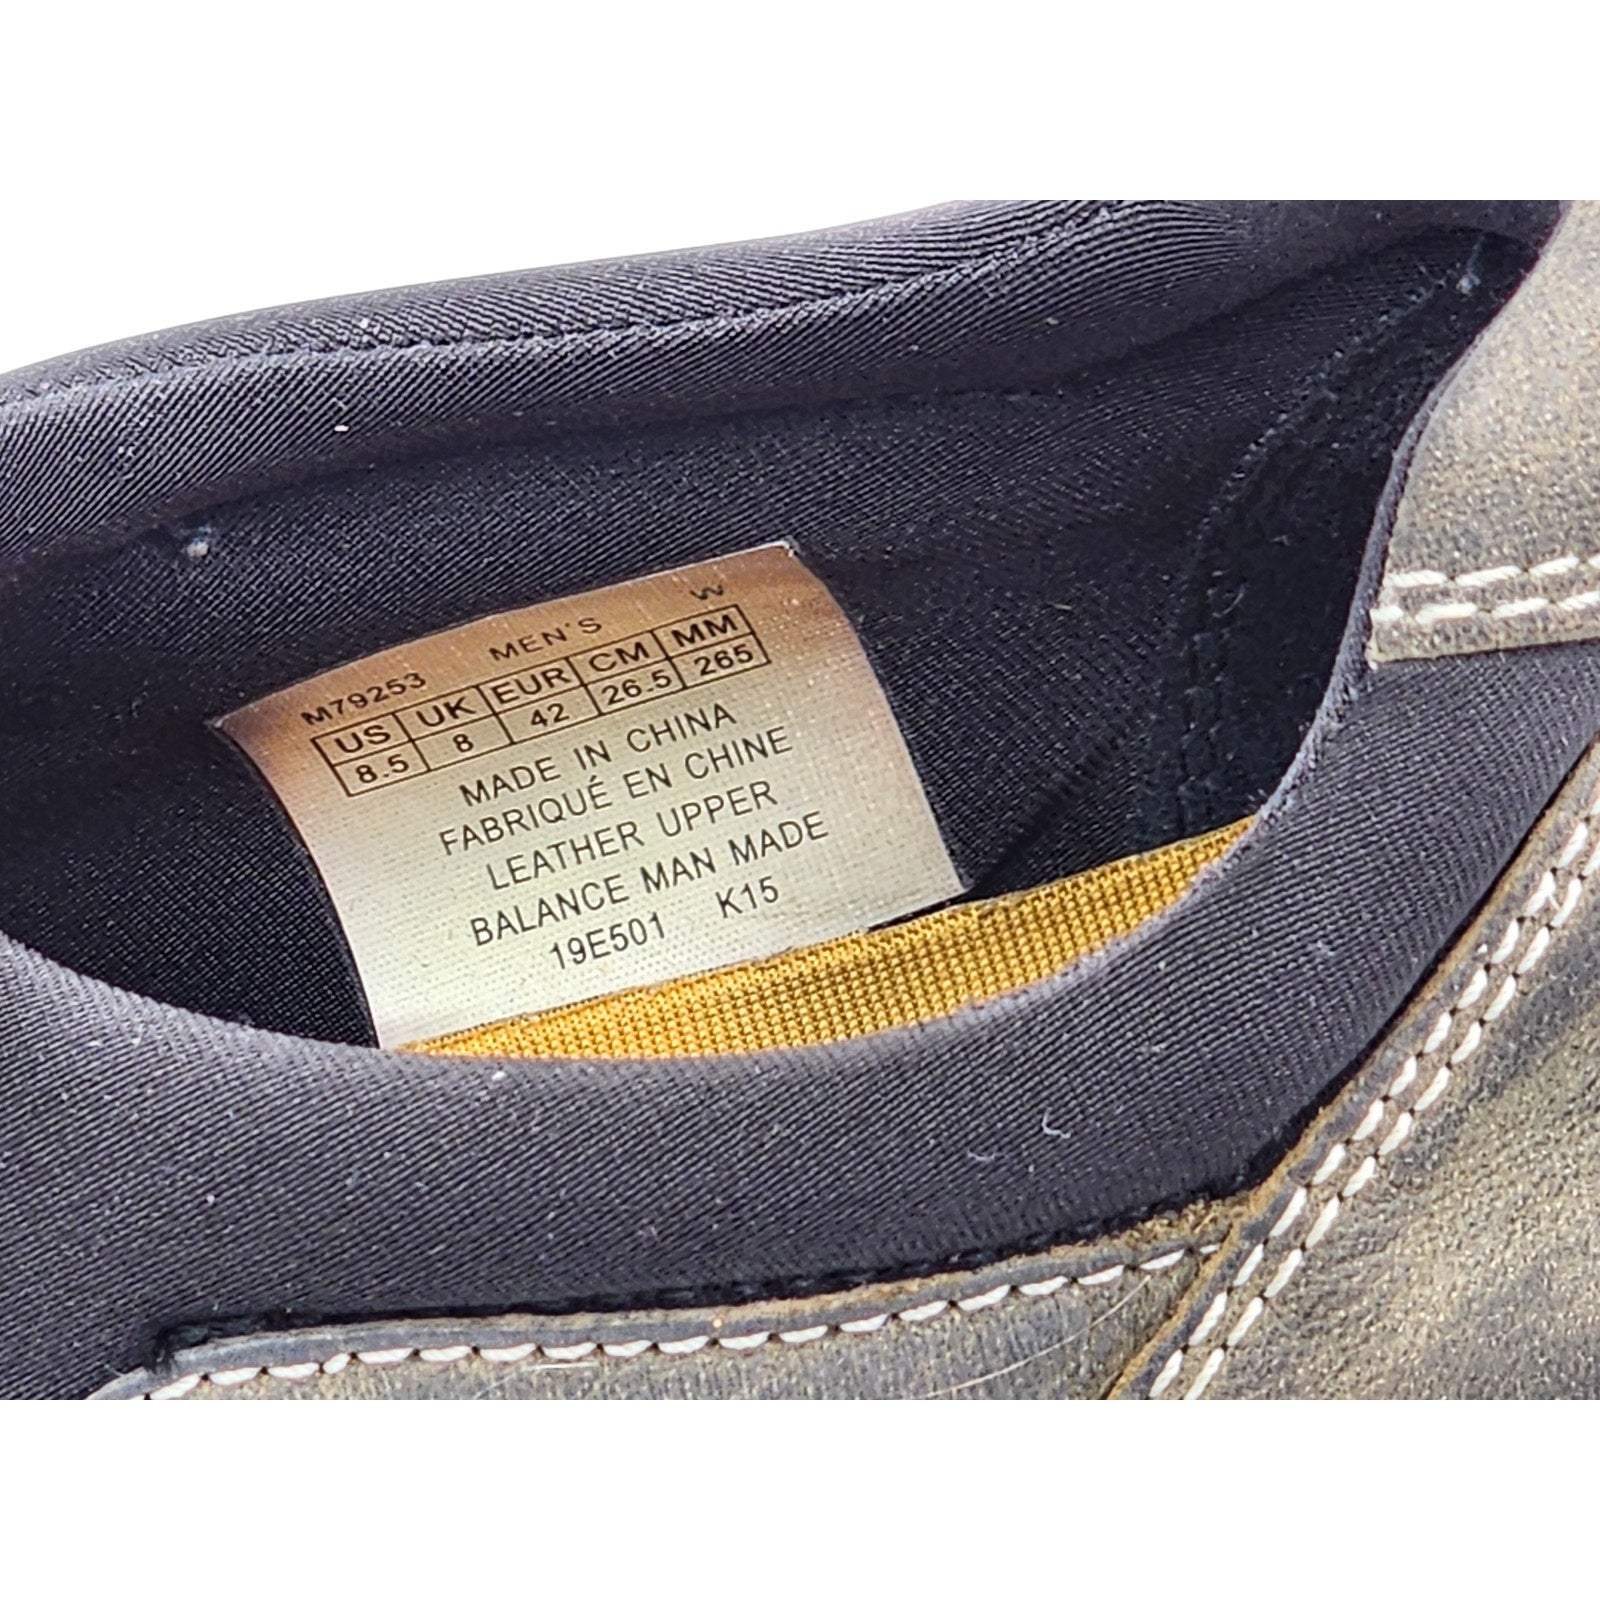 M79253 MEN'S W
US UK EUR CM MM
8.5 8 42 26.5 265
MADE IN CHINA
FABRIQUÉ EN CHINE
LEATHER UPPER
BALANCE MAN MADE
19E501 K15